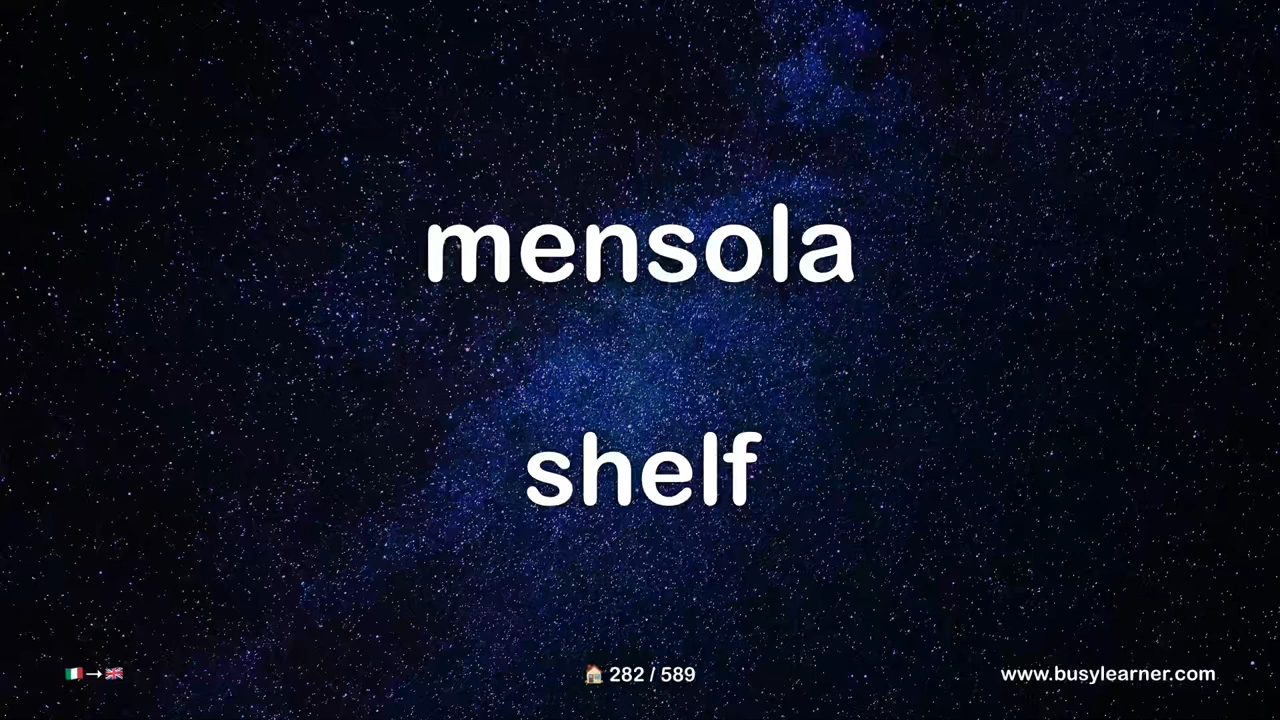 mensola
shelf
🇮🇹→🇬🇧
🏠 282 / 589
www.busylearner.com